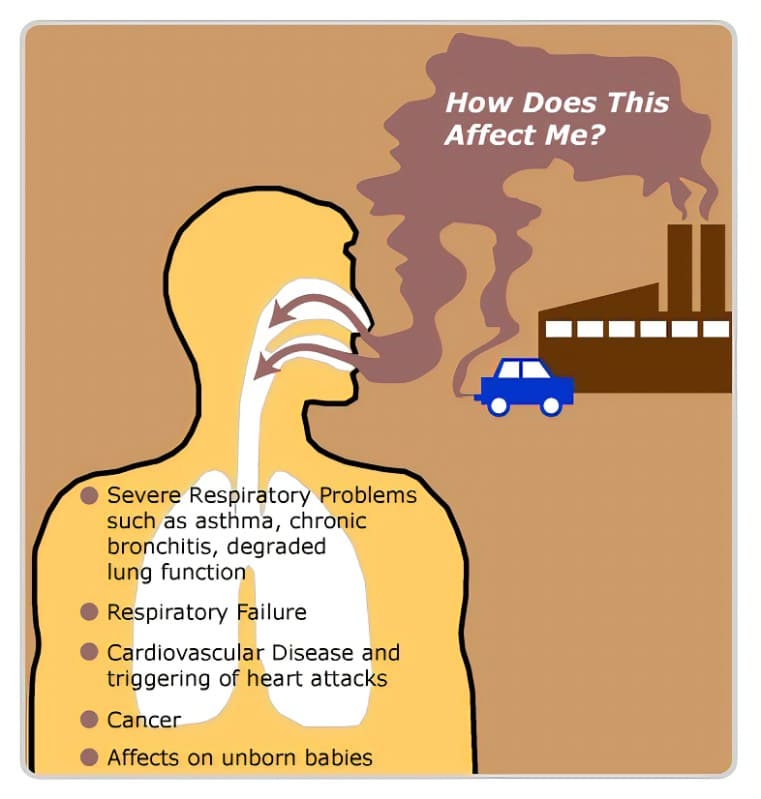 How Does This
Affect Me?
Severe Respiratory Problems
such as asthma, chronic
bronchitis, degraded
lung function
Respiratory Failure
Cardiovascular Disease and
triggering of heart attacks
Cancer
Affects on unborn babies